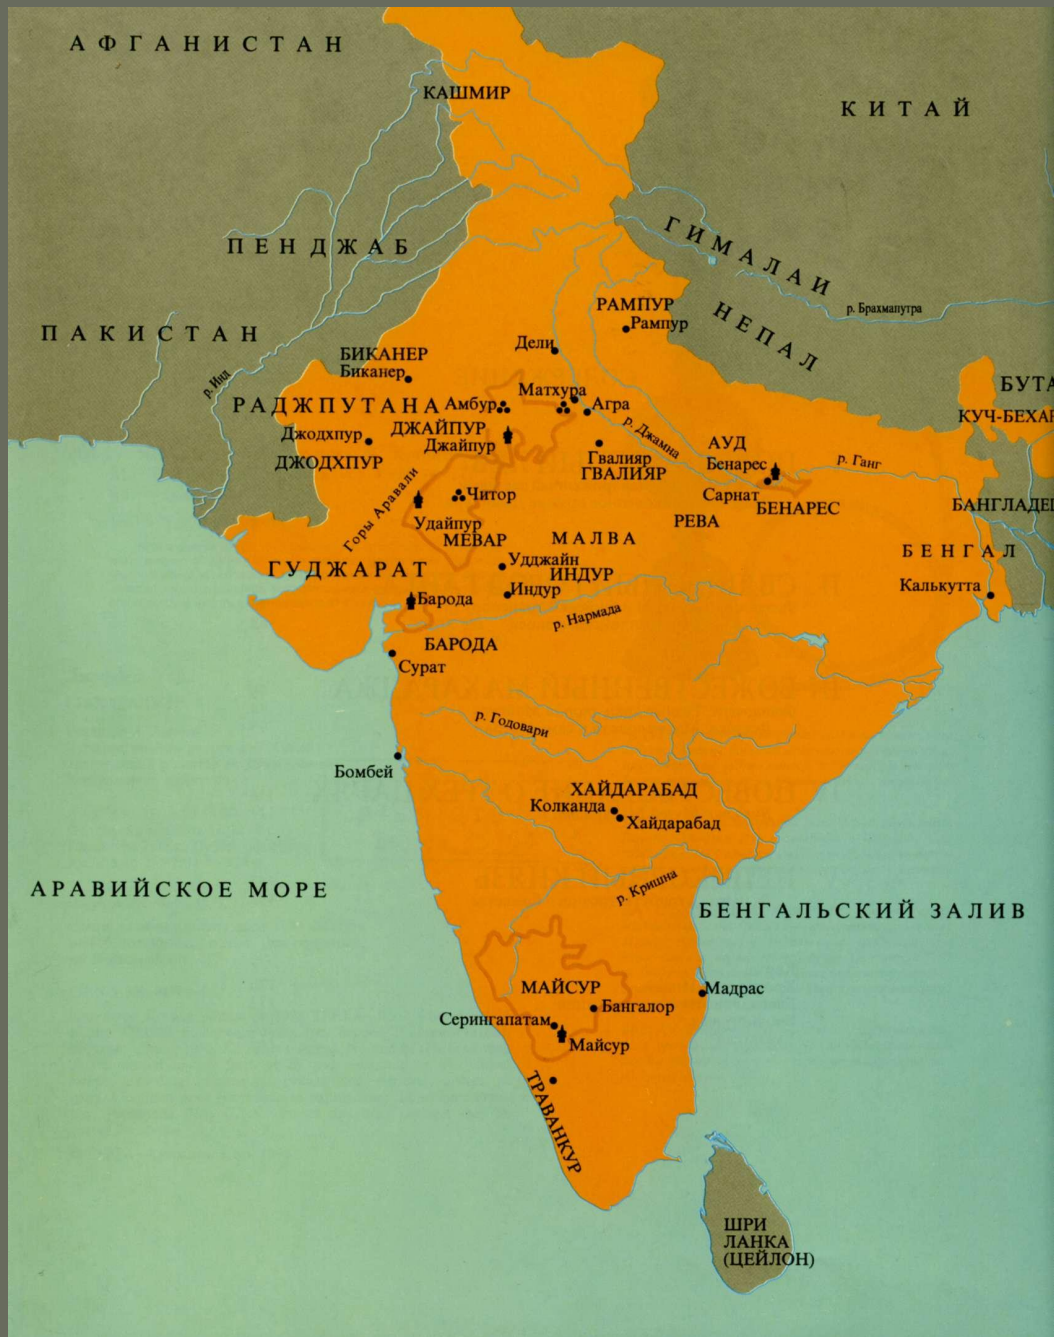 АФГАНИСТАН
КАШМИР
КИТАЙ
ПЕНДЖАБ
ГИМАЛАИ
р. Брахмапутра
ПАКИСТАН
р. Инд
НЕПАЛ
РАМПУР
Рампур
Дели
БИКАНЕР
Биканер
БУТА
РАДЖПУТАНА
Амбур
Матхура
Агра
КУЧ-БЕХАР
Джодхпур
ДЖАЙПУР
Джайпур
р. Джамна
АУД
ДЖОДХПУР
Гвалияр
ГВАЛИЯР
Бенарес
р. Ганг
Горы Аравали
Читор
Сарнат
БЕНАРЕС
БАНГЛАДЕШ
Удайпур
МЕВАР
РЕВА
МАЛВА
БЕНГАЛ
ГУДЖАРАТ
Удджайн
ИНДУР
Индур
Калькутта
Барода
р. Нармада
БАРОДА
Сурат
р. Годовари
Бомбей
ХАЙДАРАБАД
Колканда
Хайдарабад
АРАВИЙСКОЕ МОРЕ
р. Кришна
БЕНГАЛЬСКИЙ ЗАЛИВ
МАЙСУР
Мадрас
Бангалор
Серингапатам
Майсур
ТРАВАНКУР
ШРИ
ЛАНКА
(ЦЕЙЛОН)